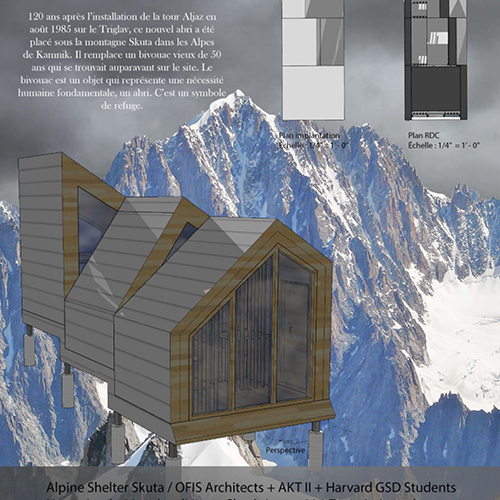 120 ans après l'installation de la tour Aljaz en
août 1985 sur le Triglav, ce nouvel abri a été
placé sous la montagne Skuta dans les Alpes
de Kamnik. Il remplace un bivouac vieux de 50
ans qui se trouvait auparavant sur le site. Le
bivouac est un objet qui représente une nécessité
humaine fondamentale, un abri. C'est un symbole
de refuge.
Plan implantation
Échelle : 1/4" = 1'- 0"
Plan RDC
Échelle : 1/4" = 1'- 0"
Perspective
Alpine Shelter Skuta / OFIS Architects + AKT II + Harvard GSD Students